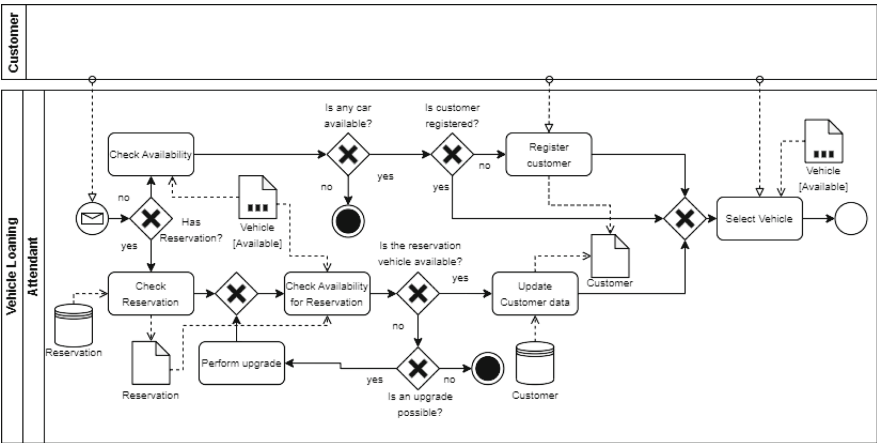 Customer
Vehicle Loaning
Attendant
Is any car
available?
Is customer
registered?
Check Availability
yes
no
Register
customer
no
yes
Vehicle
[Available]
no
Has
Reservation?
yes
Vehicle
[Available]
Select Vehicle
Is the reservation
vehicle available?
yes
Customer
Check
Reservation
Check Availability
for Reservation
Update
Customer data
no
Reservation
Perform upgrade
yes
no
Reservation
Is an upgrade
possible?
Customer